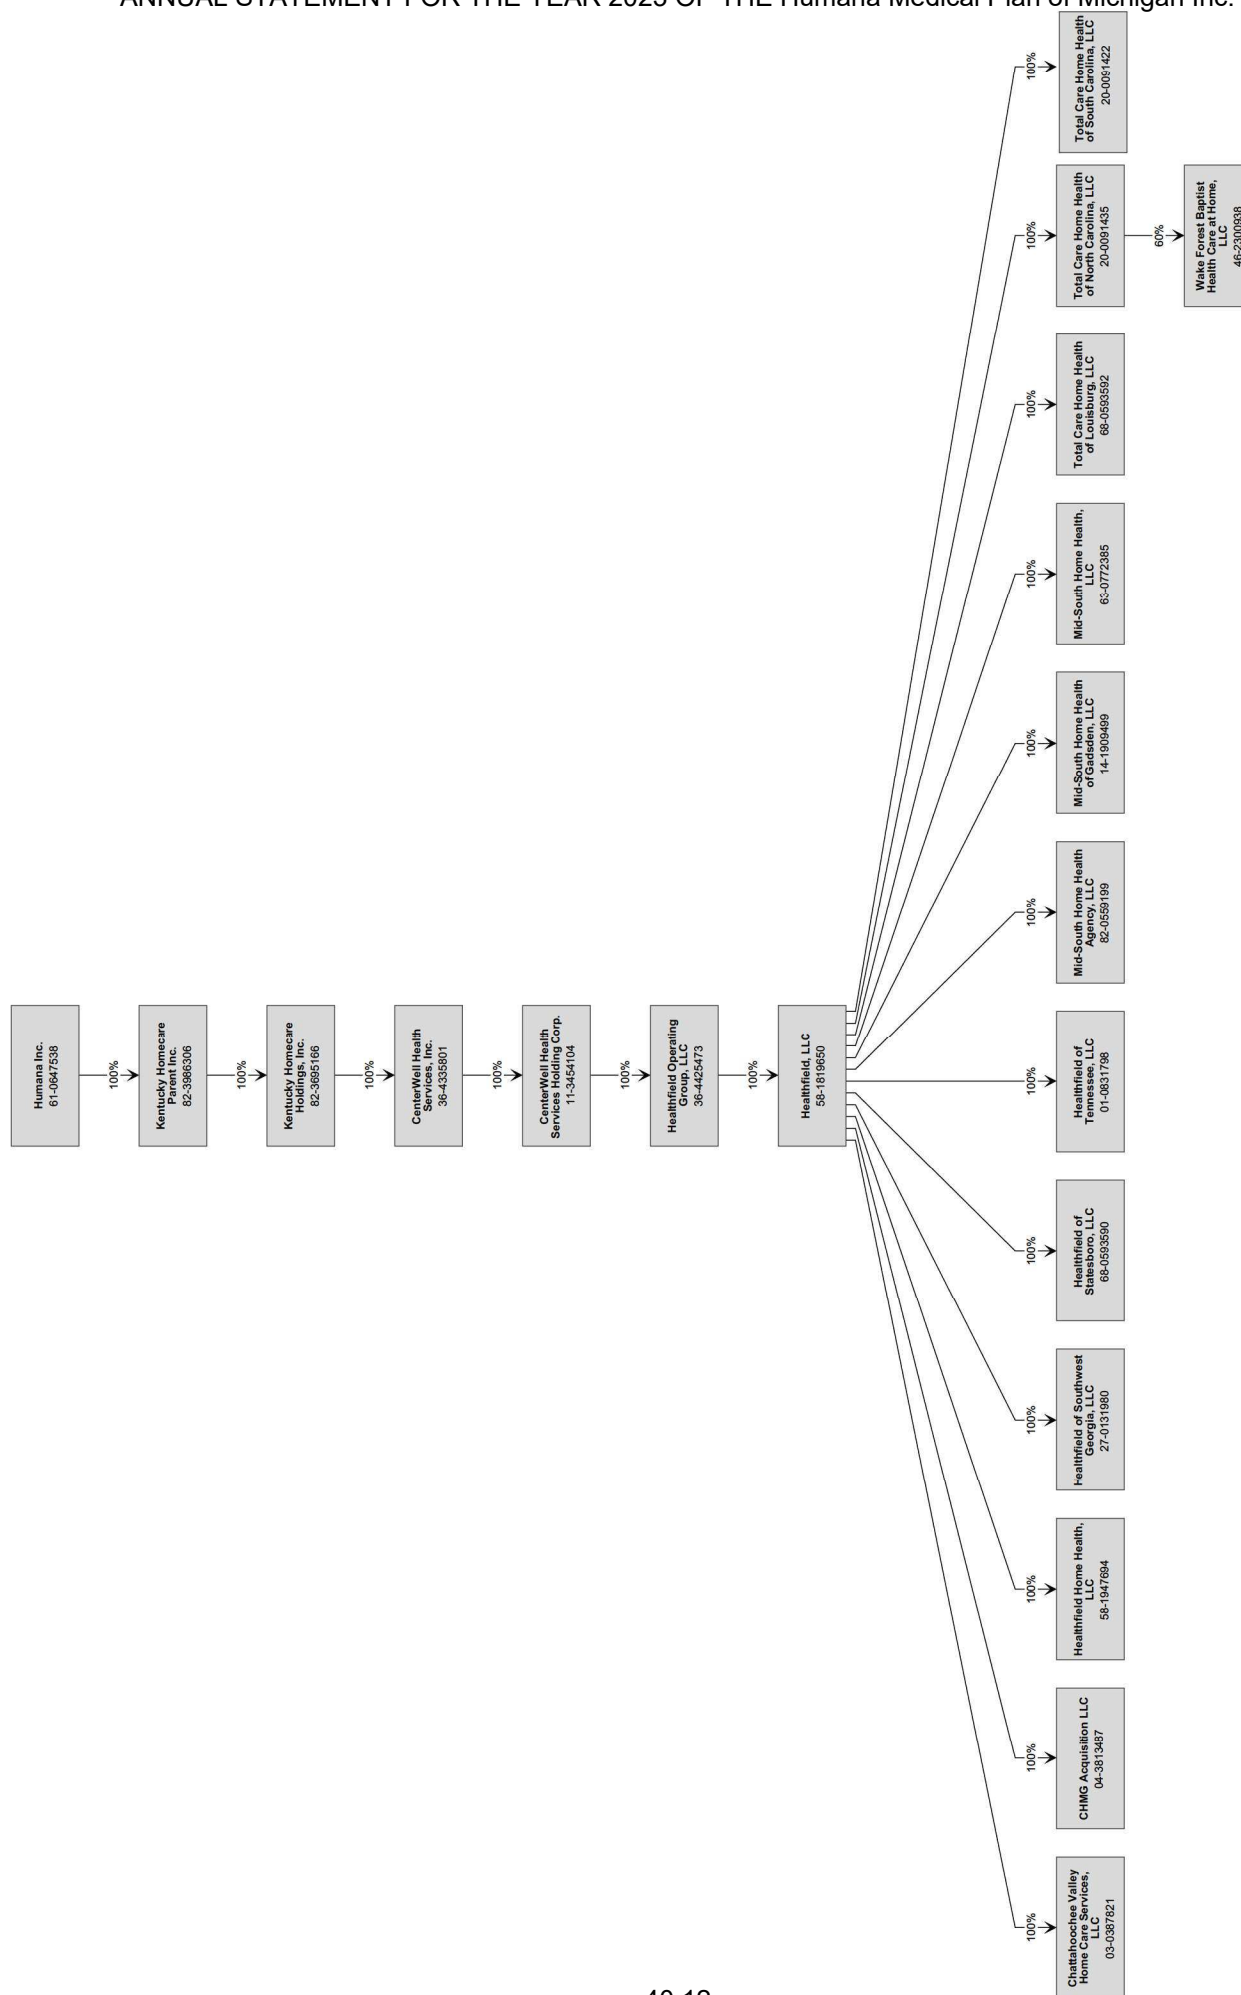 ANNUAL STATEMENT FOR THE YEAR 2023 OF THE Humana Medical Plan of Michigan Inc.
Humana Inc.
61-0647538
100%
Kentucky Homecare
Parent Inc.
82-3986306
100%
Kentucky Homecare
Holdings, Inc.
82-3695166
100%
CenterWell Health
Services, Inc.
36-4335801
100%
CenterWell Health
Services Holding Corp.
11-3454104
100%
Healthfield Operating
Group, LLC
36-4425473
100%
Healthfield, LLC
58-1819650
100%
Chattahoochee Valley
Home Care Services,
LLC
03-0387821
100%
CHMG Acquisition LLC
04-3813487
100%
Healthfield Home Health,
LLC
58-1947694
100%
Healthfield of Southwest
Georgia, LLC
27-0131980
100%
Healthfield of
Statesboro, LLC
68-0593590
100%
Healthfield of
Tennessee, LLC
01-0831798
100%
Mid-South Home Health
Agency, LLC
82-0559199
100%
Mid-South Home Health
of Gadsden, LLC
14-1909499
100%
Mid-South Home Health,
LLC
63-0772385
100%
Total Care Home Health
of Louisburg, LLC
68-0593592
100%
Total Care Home Health
of North Carolina, LLC
20-0091435
100%
Total Care Home Health
of South Carolina, LLC
20-0091422
60%
Wake Forest Baptist
Health Care at Home,
LLC
46-2300938